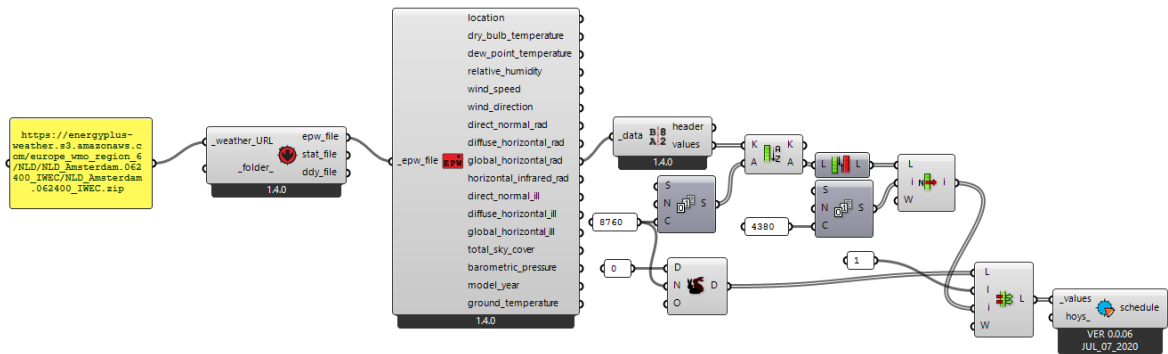 https://energyplus-
weather.s3.amazonaws.c
om/europe_wmo_region_6
/NLD/NLD_Amsterdam.062
400_IWEC/NLD_Amsterdam
.062400_IWEC.zip
_weather_URL
_folder_
epw_file
stat_file
ddy_file
1.4.0
_epw_file
EPW
location
dry_bulb_temperature
dew_point_temperature
relative_humidity
wind_speed
wind_direction
direct_normal_rad
diffuse_horizontal_rad
global_horizontal_rad
horizontal_infrared_rad
direct_normal_ill
diffuse_horizontal_ill
global_horizontal_ill
total_sky_cover
barometric_pressure
model_year
ground_temperature
1.4.0
_data
B 8
A 2
header
values
1.4.0
8760
S
N
C
S
K
A
A
Z
K
A
L
L
4380
S
N
C
S
L
i
W
N
i
0
D
N
O
D
1
L
I
i
W
L
_values
hoys_
schedule
VER 0.0.06
JUL_07_2020